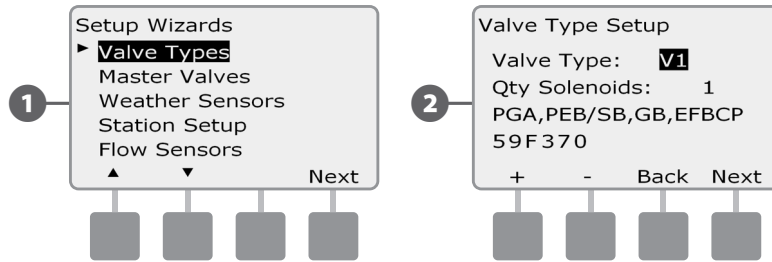 1
Setup Wizards
► Valve Types
Master Valves
Weather Sensors
Station Setup
Flow Sensors
▲ ▼ Next
2
Valve Type Setup
Valve Type: V1
Qty Solenoids: 1
PGA,PEB/SB,GB,EFBCP
59F370
+ - Back Next